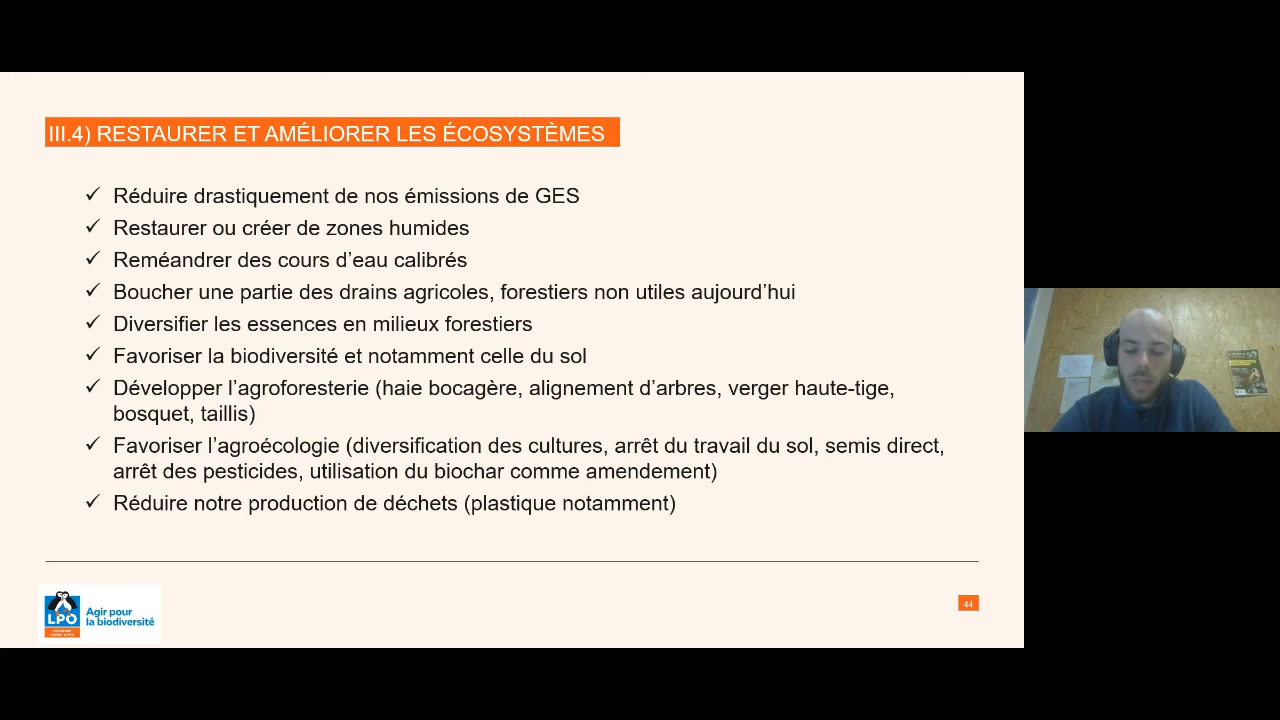 III.4) RESTAURER ET AMÉLIORER LES ÉCOSYSTÈMES
✓ Réduire drastiquement de nos émissions de GES
✓ Restaurer ou créer de zones humides
✓ Reméandrer des cours d’eau calibrés
✓ Boucher une partie des drains agricoles, forestiers non utiles aujourd’hui
✓ Diversifier les essences en milieux forestiers
✓ Favoriser la biodiversité et notamment celle du sol
✓ Développer l’agroforesterie (haie bocagère, alignement d’arbres, verger haute-tige,
bosquet, taillis)
✓ Favoriser l’agroécologie (diversification des cultures, arrêt du travail du sol, semis direct,
arrêt des pesticides, utilisation du biochar comme amendement)
✓ Réduire notre production de déchets (plastique notamment)
LPO
Agir pour
la biodiversité
44